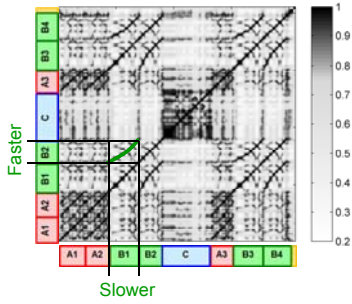 B4
B3
A3
C
B2
B1
A2
A1
Faster
A1 A2 B1 B2 C A3 B3 B4
Slower
1
0.9
0.8
0.7
0.6
0.5
0.4
0.3
0.2